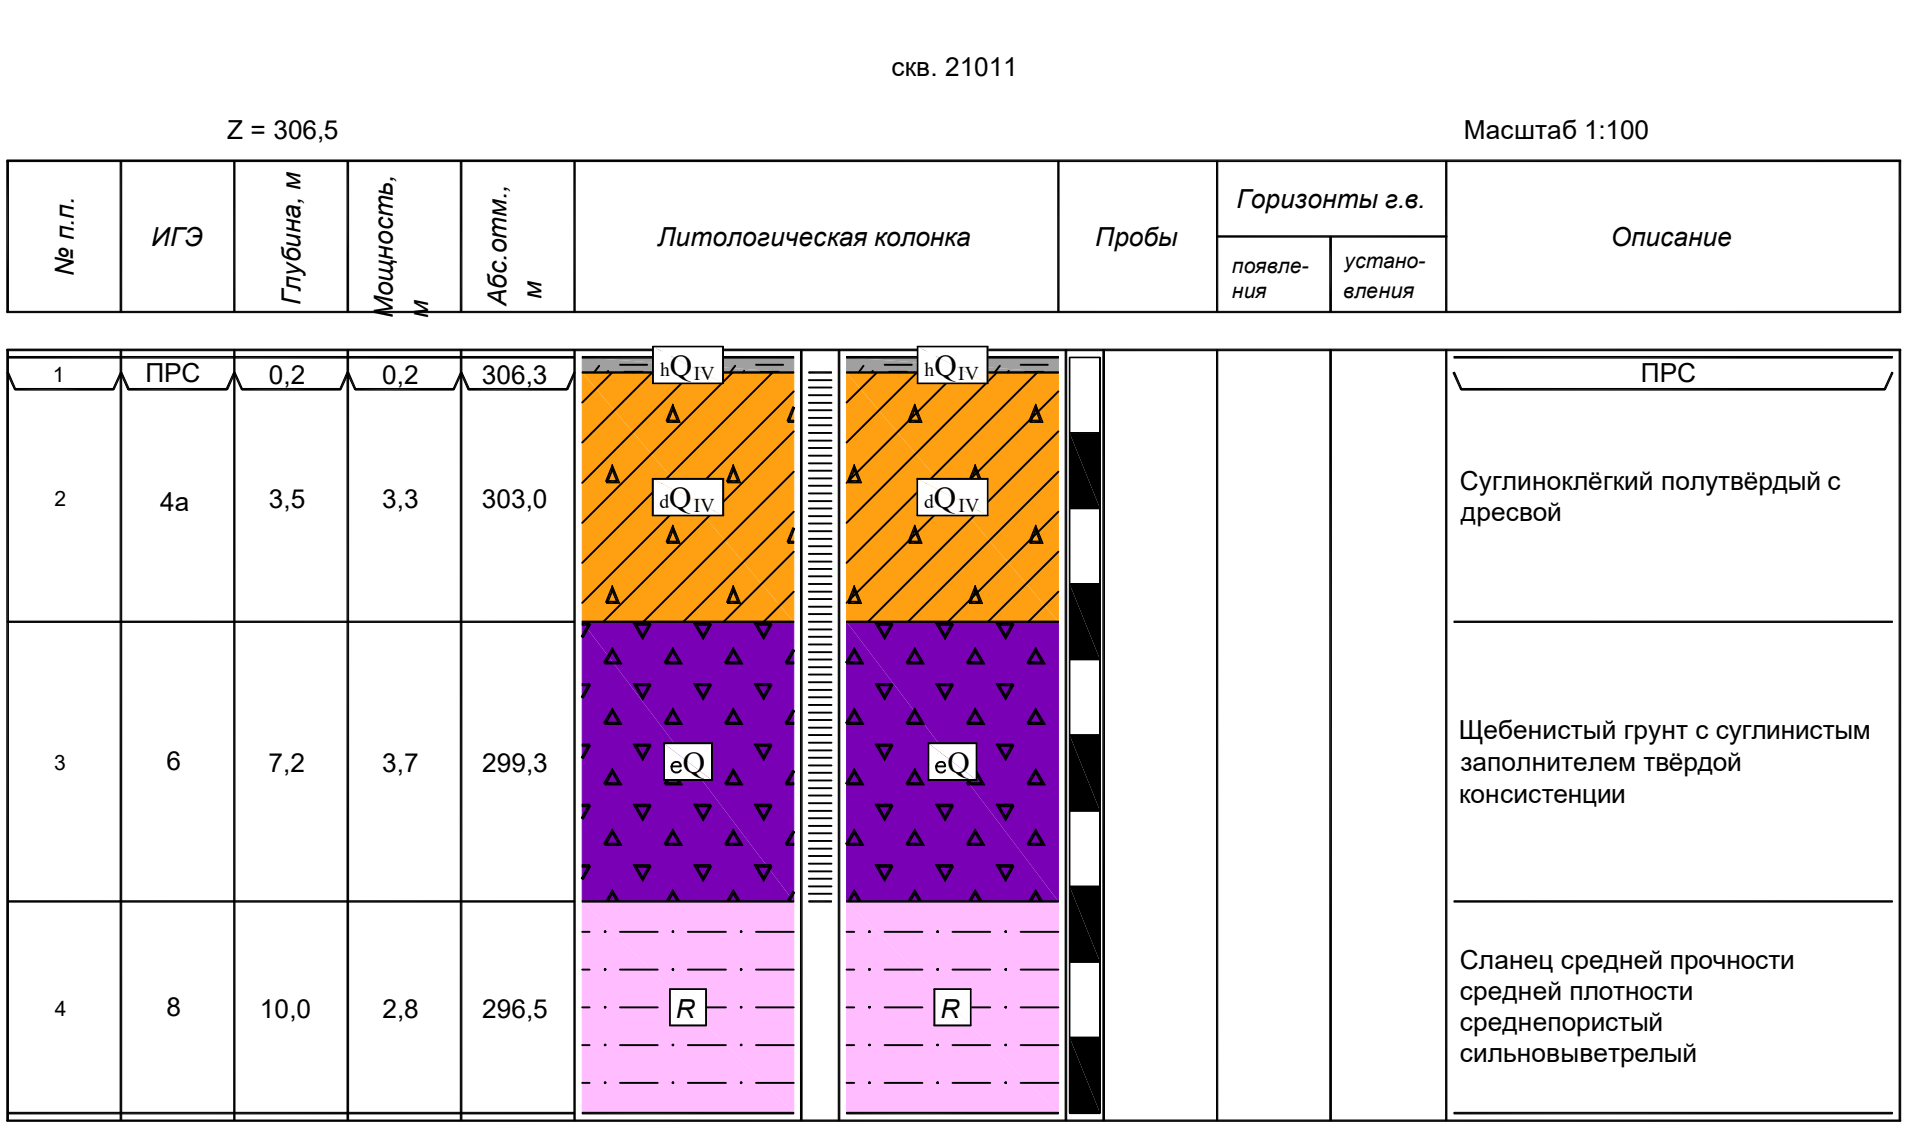 скв. 21011
Z = 306,5
Масштаб 1:100
№ п.п.
ИГЭ
Глубина, м
Мощность,
м
Абс.отм.,
м
Литологическая колонка
Пробы
Горизонты г.в.
появле-
ния
устано-
вления
Описание
1 ПРС 0,2 0,2 306,3 hQIV hQIV ПРС
2 4а 3,5 3,3 303,0 dQIV dQIV
Суглиноклёгкий полутвёрдый с
дресвой
3 6 7,2 3,7 299,3 eQ eQ
Щебенистый грунт с суглинистым
заполнителем твёрдой
консистенции
4 8 10,0 2,8 296,5 R R
Сланец средней прочности
средней плотности
среднепористый
сильновыветрелый